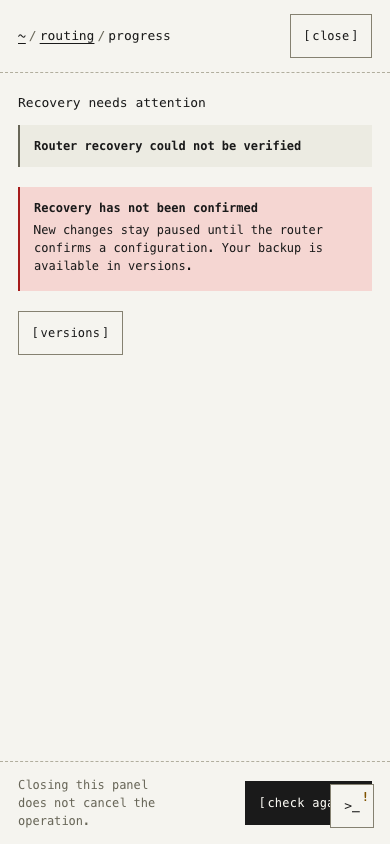 ~ / routing / progress
[close]
Recovery needs attention
Router recovery could not be verified
Recovery has not been confirmed
New changes stay paused until the router
confirms a configuration. Your backup is
available in versions.
[versions]
Closing this panel
does not cancel the
operation.
[check
>_ !